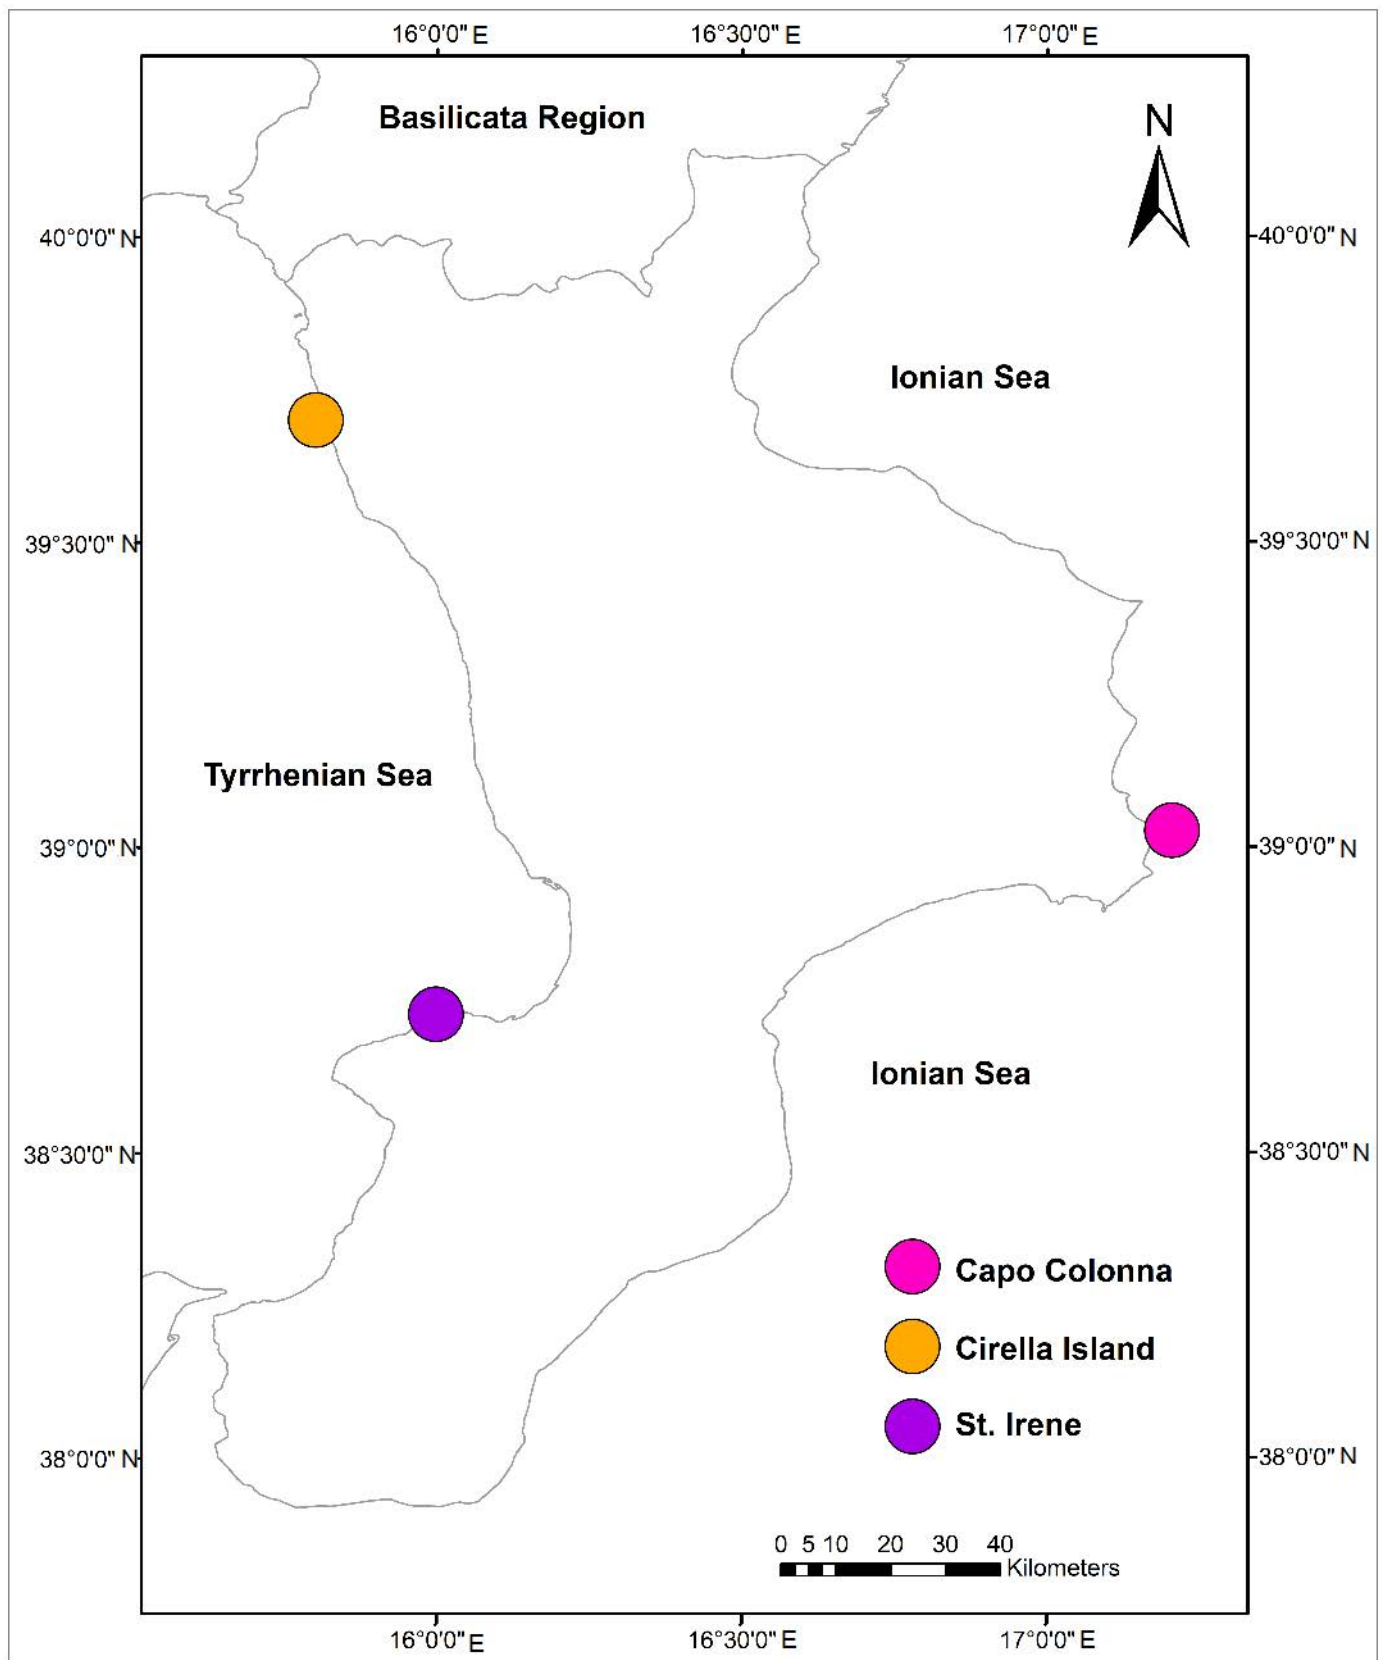 16°0'0" E 16°30'0" E 17°0'0" E
Basilicata Region
N
40°0'0" N 40°0'0" N
Ionian Sea
39°30'0" N 39°30'0" N
Tyrrhenian Sea
39°0'0" N 39°0'0" N
Ionian Sea
38°30'0" N 38°30'0" N
Capo Colonna
Cirella Island
St. Irene
38°0'0" N 38°0'0" N
0 5 10 20 30 40
Kilometers
16°0'0" E 16°30'0" E 17°0'0" E